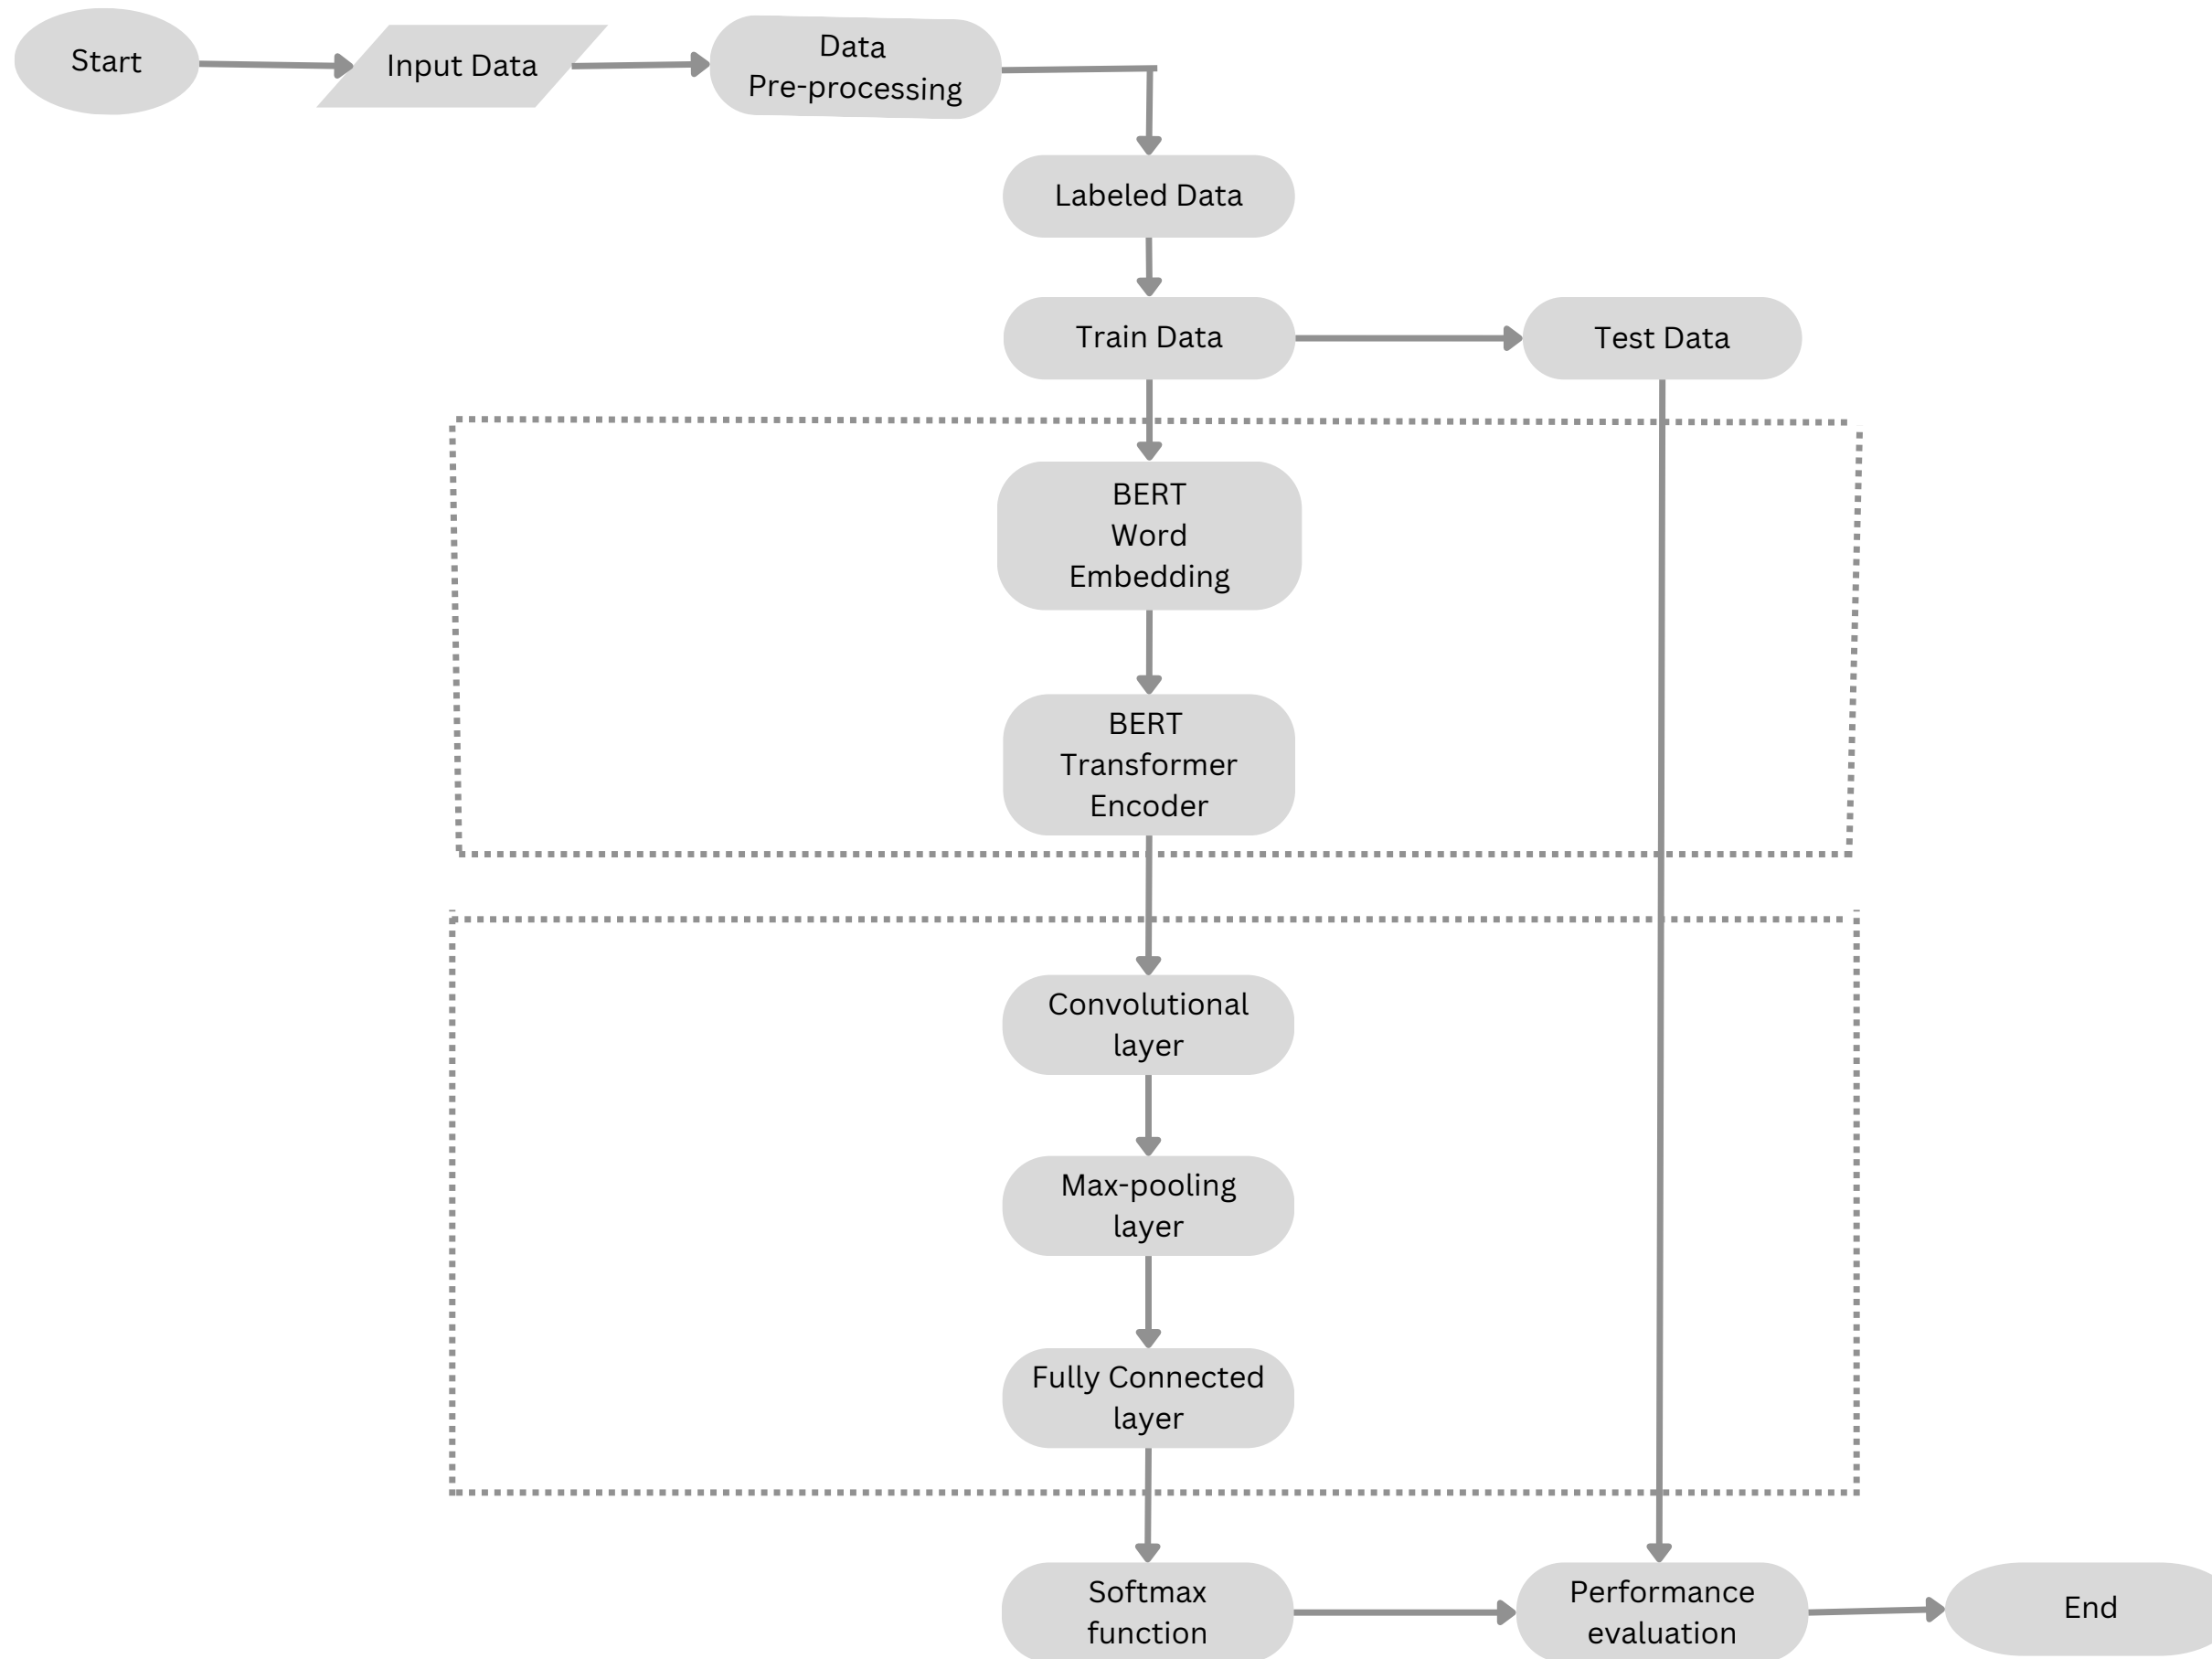 Start
Input Data
Data
Pre-processing
Labeled Data
Train Data
Test Data
BERT
Word
Embedding
BERT
Transformer
Encoder
Convolutional
layer
Max-pooling
layer
Fully Connected
layer
Softmax
function
Performance
evaluation
End